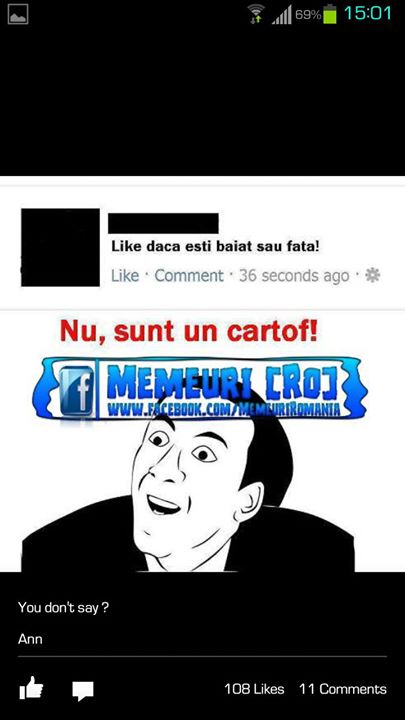 69% 15:01
Like daca esti baiat sau fata!
Like · Comment · 36 seconds ago ·
Nu, sunt un cartof!
f MEMEURI [RO]
WWW.FACEBOOK.COM/MEMEURIROMANIA
You don't say ?
Ann
108 Likes 11 Comments